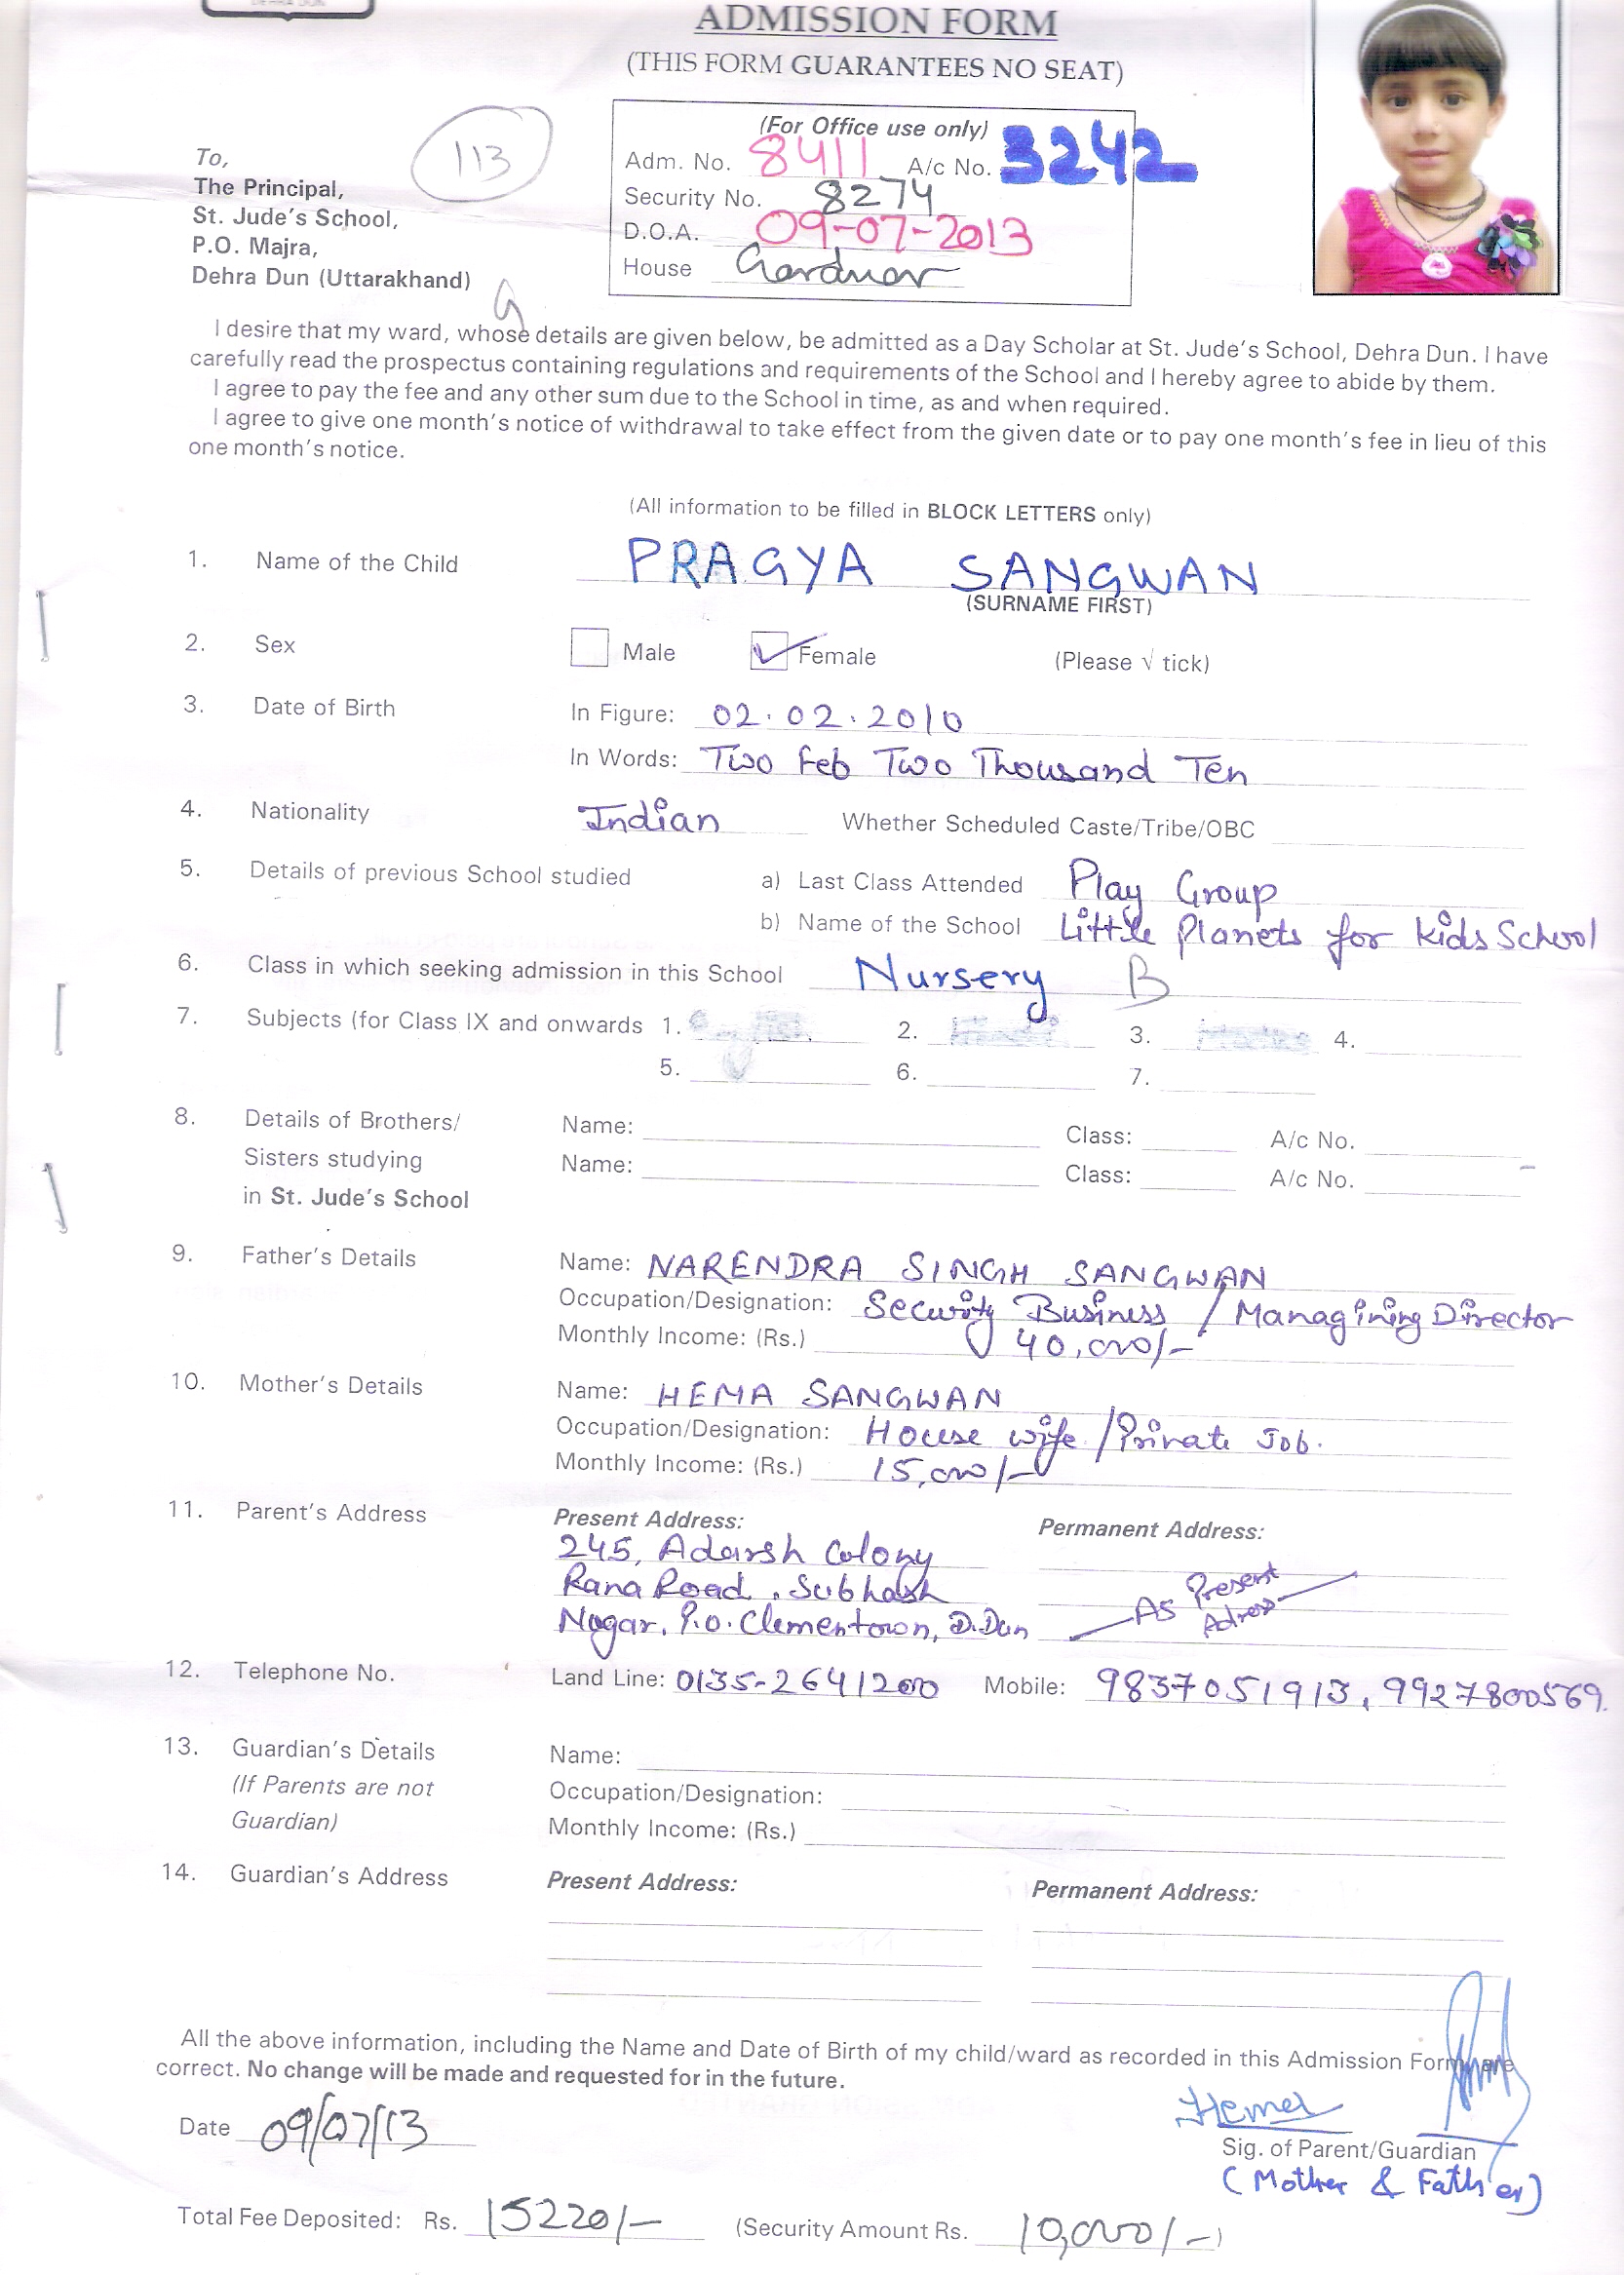 DEHRA DUN
ADMISSION FORM
(THIS FORM GUARANTEES NO SEAT)
113
(For Office use only)
Adm. No. 8411 A/c No. 3242
Security No. 8274
D.O.A. 09-07-2013
House Gardner
To,
The Principal,
St. Jude's School,
P.O. Majra,
Dehra Dun (Uttarakhand)
G
I desire that my ward, whose details are given below, be admitted as a Day Scholar at St. Jude's School, Dehra Dun. I have
carefully read the prospectus containing regulations and requirements of the School and I hereby agree to abide by them.
I agree to pay the fee and any other sum due to the School in time, as and when required.
I agree to give one month's notice of withdrawal to take effect from the given date or to pay one month's fee in lieu of this
one month's notice.
(All information to be filled in BLOCK LETTERS only)
1. Name of the Child PRAGYA SANGWAN
(SURNAME FIRST)
2. Sex Male Female (Please √ tick)
3. Date of Birth In Figure: 02.02.2010
In Words: Two Feb Two Thousand Ten
4. Nationality Indian Whether Scheduled Caste/Tribe/OBC
5. Details of previous School studied a) Last Class Attended Play Group
b) Name of the School Little Planets for Kids School
6. Class in which seeking admission in this School Nursery B
7. Subjects (for Class IX and onwards 1. 2. 3. 4.
5. 6. 7.
8. Details of Brothers/ Name: Class: A/c No.
Sisters studying Name: Class: A/c No.
in St. Jude's School
9. Father's Details Name: NARENDRA SINGH SANGWAN
Occupation/Designation: Security Business / Managining Director
Monthly Income: (Rs.) 40,000/-
10. Mother's Details Name: HEMA SANGWAN
Occupation/Designation: House wife / Private Job.
Monthly Income: (Rs.) 15,000/-
11. Parent's Address Present Address: Permanent Address:
245, Adarsh Colony
Rana Road, Subhash As Present
Nagar, P.O. Clementown, D.Dun Adress
12. Telephone No. Land Line: 0135-2641200 Mobile: 9837051913, 9927800569.
13. Guardian's Details Name:
(If Parents are not Occupation/Designation:
Guardian) Monthly Income: (Rs.)
14. Guardian's Address Present Address: Permanent Address:
All the above information, including the Name and Date of Birth of my child/ward as recorded in this Admission Form are
correct. No change will be made and requested for in the future.
Date 09/07/13 Hema
Sig. of Parent/Guardian
(Mother & Father)
Total Fee Deposited: Rs. 15220/- (Security Amount Rs. 10,000/-)